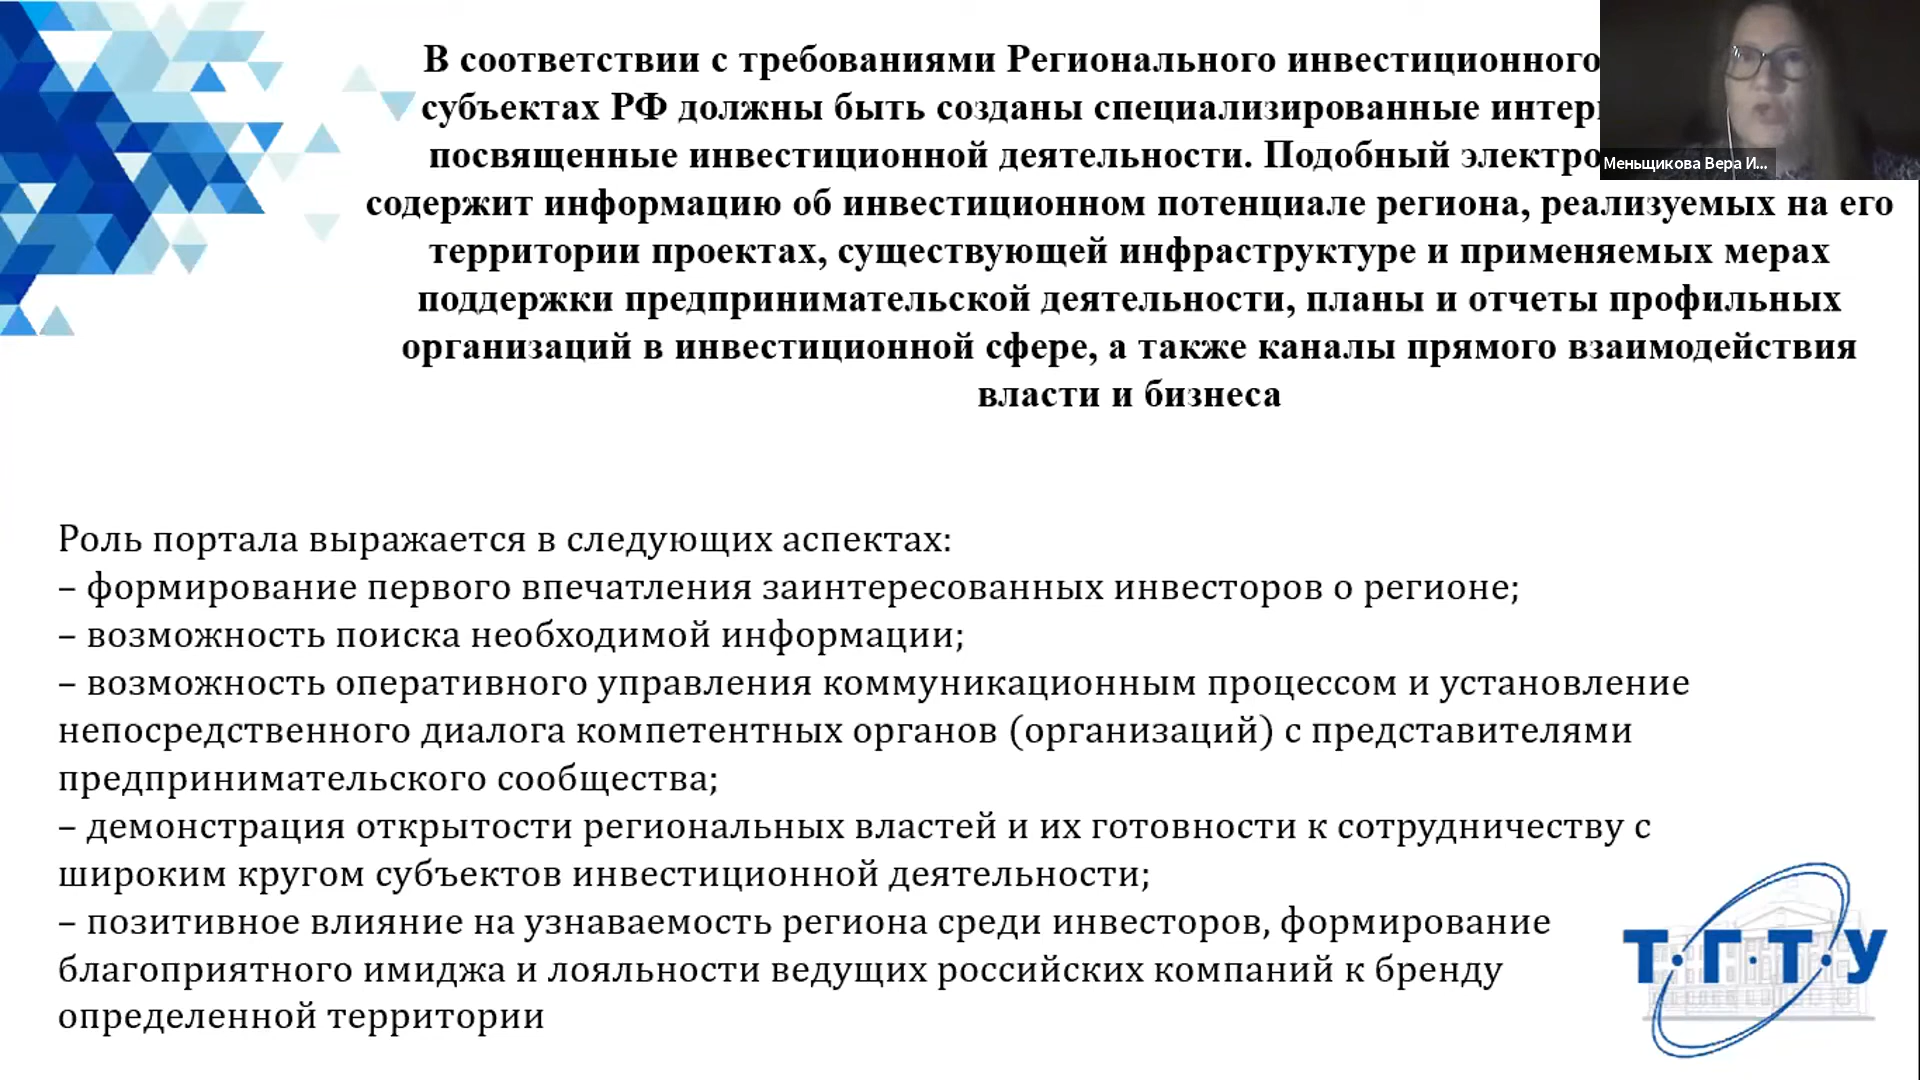 В соответствии с требованиями Регионального инвестиционного
субъектах РФ должны быть созданы специализированные
посвященные инвестиционной деятельности. Подобный
содержит информацию об инвестиционном потенциале региона, реализуемых на его
территории проектах, существующей инфраструктуре и применяемых мерах
поддержки предпринимательской деятельности, планы и отчеты профильных
организаций в инвестиционной сфере, а также каналы прямого взаимодействия
власти и бизнеса
Меньщикова Вера И...
Роль портала выражается в следующих аспектах:
– формирование первого впечатления заинтересованных инвесторов о регионе;
– возможность поиска необходимой информации;
– возможность оперативного управления коммуникационным процессом и установление
непосредственного диалога компетентных органов (организаций) с представителями
предпринимательского сообщества;
– демонстрация открытости региональных властей и их готовности к сотрудничеству с
широким кругом субъектов инвестиционной деятельности;
– позитивное влияние на узнаваемость региона среди инвесторов, формирование
благоприятного имиджа и лояльности ведущих российских компаний к бренду
определенной территории
Т·Г·Т·У